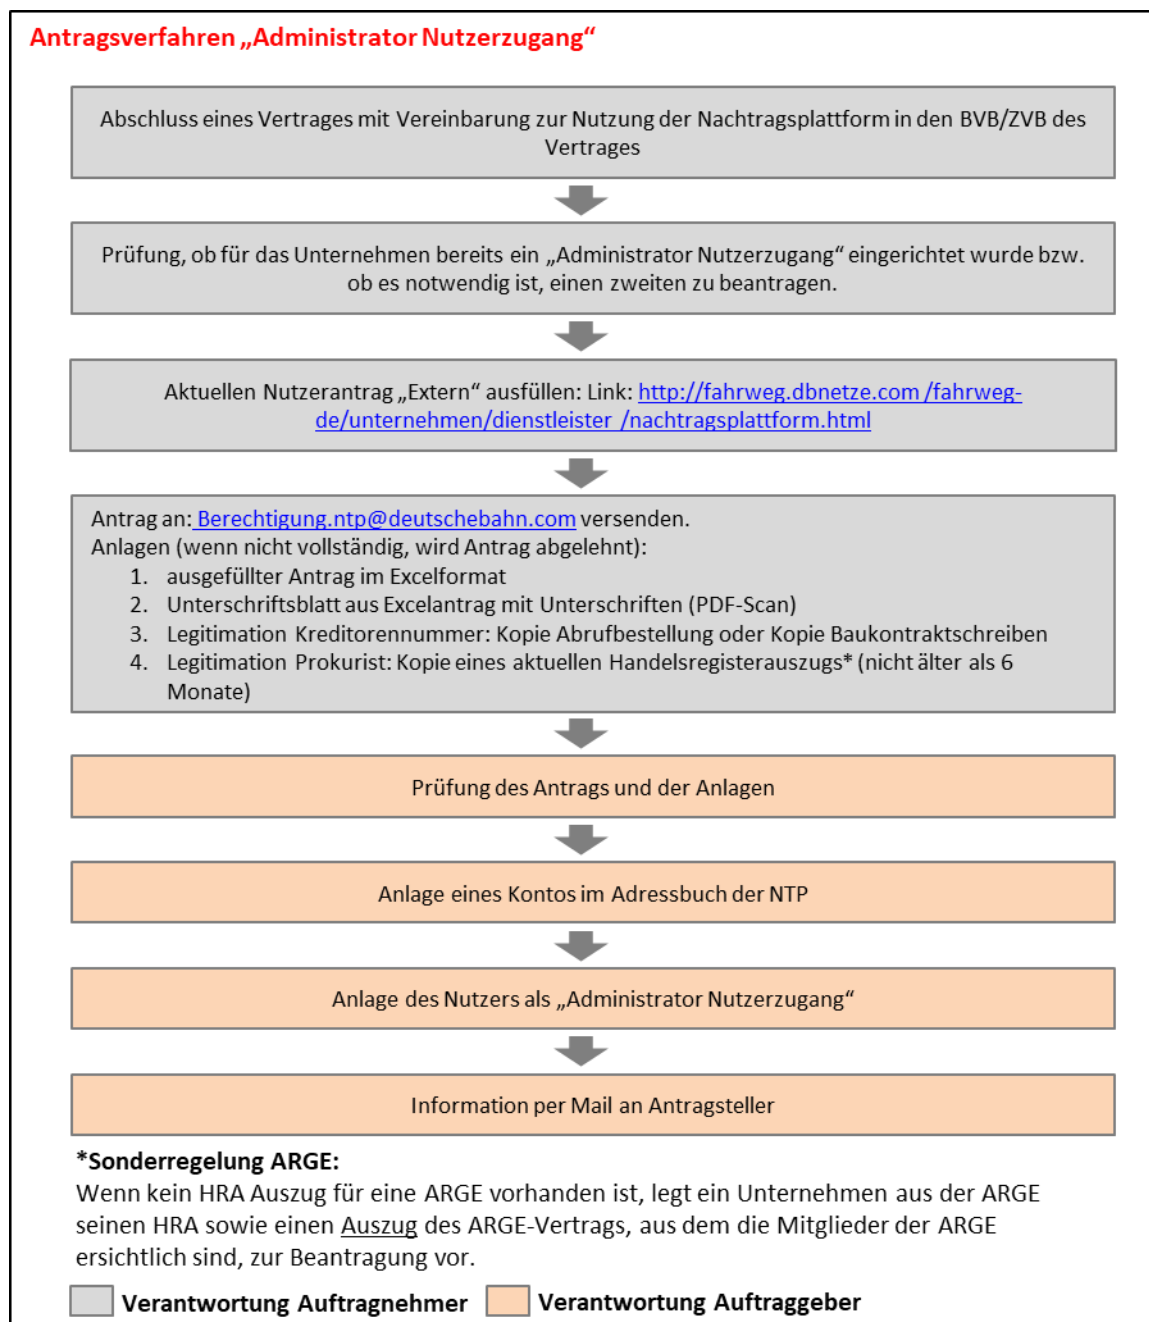 Antragsverfahren „Administrator Nutzerzugang“
Abschluss eines Vertrages mit Vereinbarung zur Nutzung der Nachtragsplattform in den BVB/ZVB des
Vertrages
Prüfung, ob für das Unternehmen bereits ein „Administrator Nutzerzugang“ eingerichtet wurde bzw.
ob es notwendig ist, einen zweiten zu beantragen.
Aktuellen Nutzerantrag „Extern“ ausfüllen: Link: http://fahrweg.dbnetze.com /fahrweg-
de/unternehmen/dienstleister /nachtragsplattform.html
Antrag an: Berechtigung.ntp@deutschebahn.com versenden.
Anlagen (wenn nicht vollständig, wird Antrag abgelehnt):
1. ausgefüllter Antrag im Excelformat
2. Unterschriftsblatt aus Excelantrag mit Unterschriften (PDF-Scan)
3. Legitimation Kreditorennummer: Kopie Abrufbestellung oder Kopie Baukontraktschreiben
4. Legitimation Prokurist: Kopie eines aktuellen Handelsregisterauszugs* (nicht älter als 6
Monate)
Prüfung des Antrags und der Anlagen
Anlage eines Kontos im Adressbuch der NTP
Anlage des Nutzers als „Administrator Nutzerzugang“
Information per Mail an Antragsteller
*Sonderregelung ARGE:
Wenn kein HRA Auszug für eine ARGE vorhanden ist, legt ein Unternehmen aus der ARGE
seinen HRA sowie einen Auszug des ARGE-Vertrags, aus dem die Mitglieder der ARGE
ersichtlich sind, zur Beantragung vor.
Verantwortung Auftragnehmer Verantwortung Auftraggeber